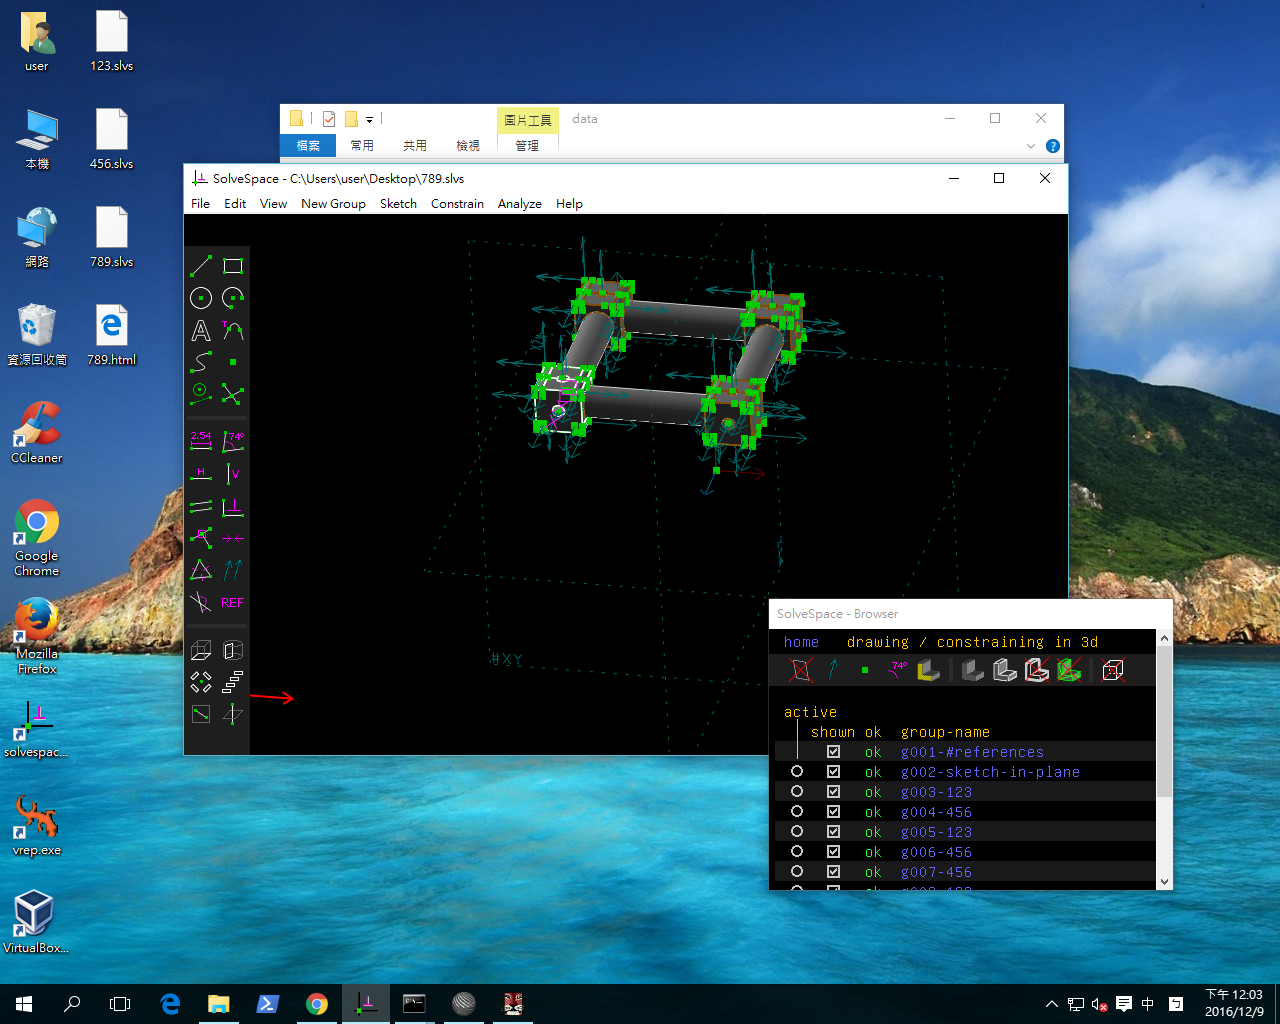 user
123.slvs
本機
456.slvs
網路
789.slvs
資源回收筒
789.html
CCleaner
Google
Chrome
Mozilla
Firefox
solvespac...
vrep.exe
VirtualBox...
圖片工具
data
檔案
常用
共用
檢視
管理
SolveSpace - C:\Users\user\Desktop\789.slvs
File
Edit
View
New Group
Sketch
Constrain
Analyze
Help
A
T
2.54
74°
H
V
REF
#XY
SolveSpace - Browser
home drawing / constraining in 3d
74°
active
shown ok group-name
ok g001-#references
ok g002-sketch-in-plane
ok g003-123
ok g004-456
ok g005-123
ok g006-456
ok g007-456
中
下午 12:03
2016/12/9